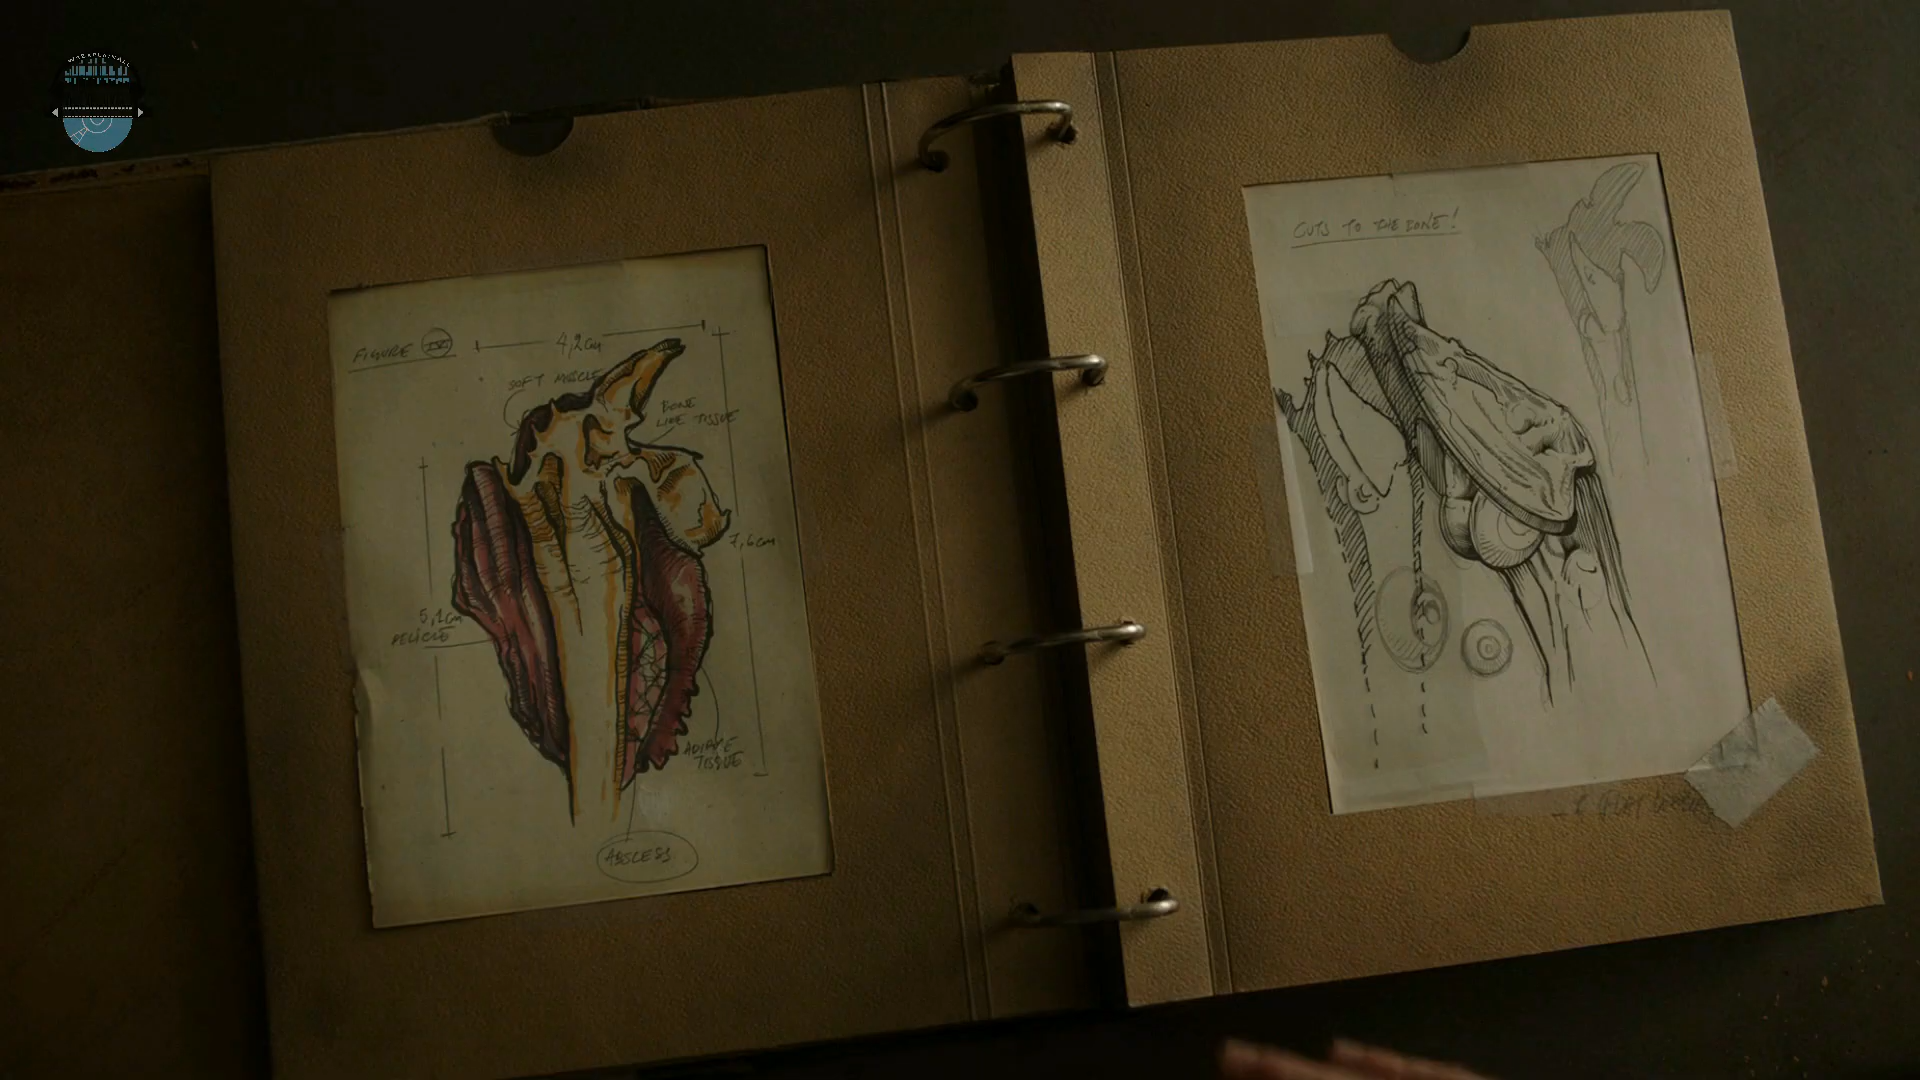 FIGURE
4,2cm
SOFT MUSCLE
BONE
LIKE TISSUE
7,6cm
5,1cm
PELICLE
ADIPOSE
TISSUE
ABSCESS
CUTS TO THE BONE!